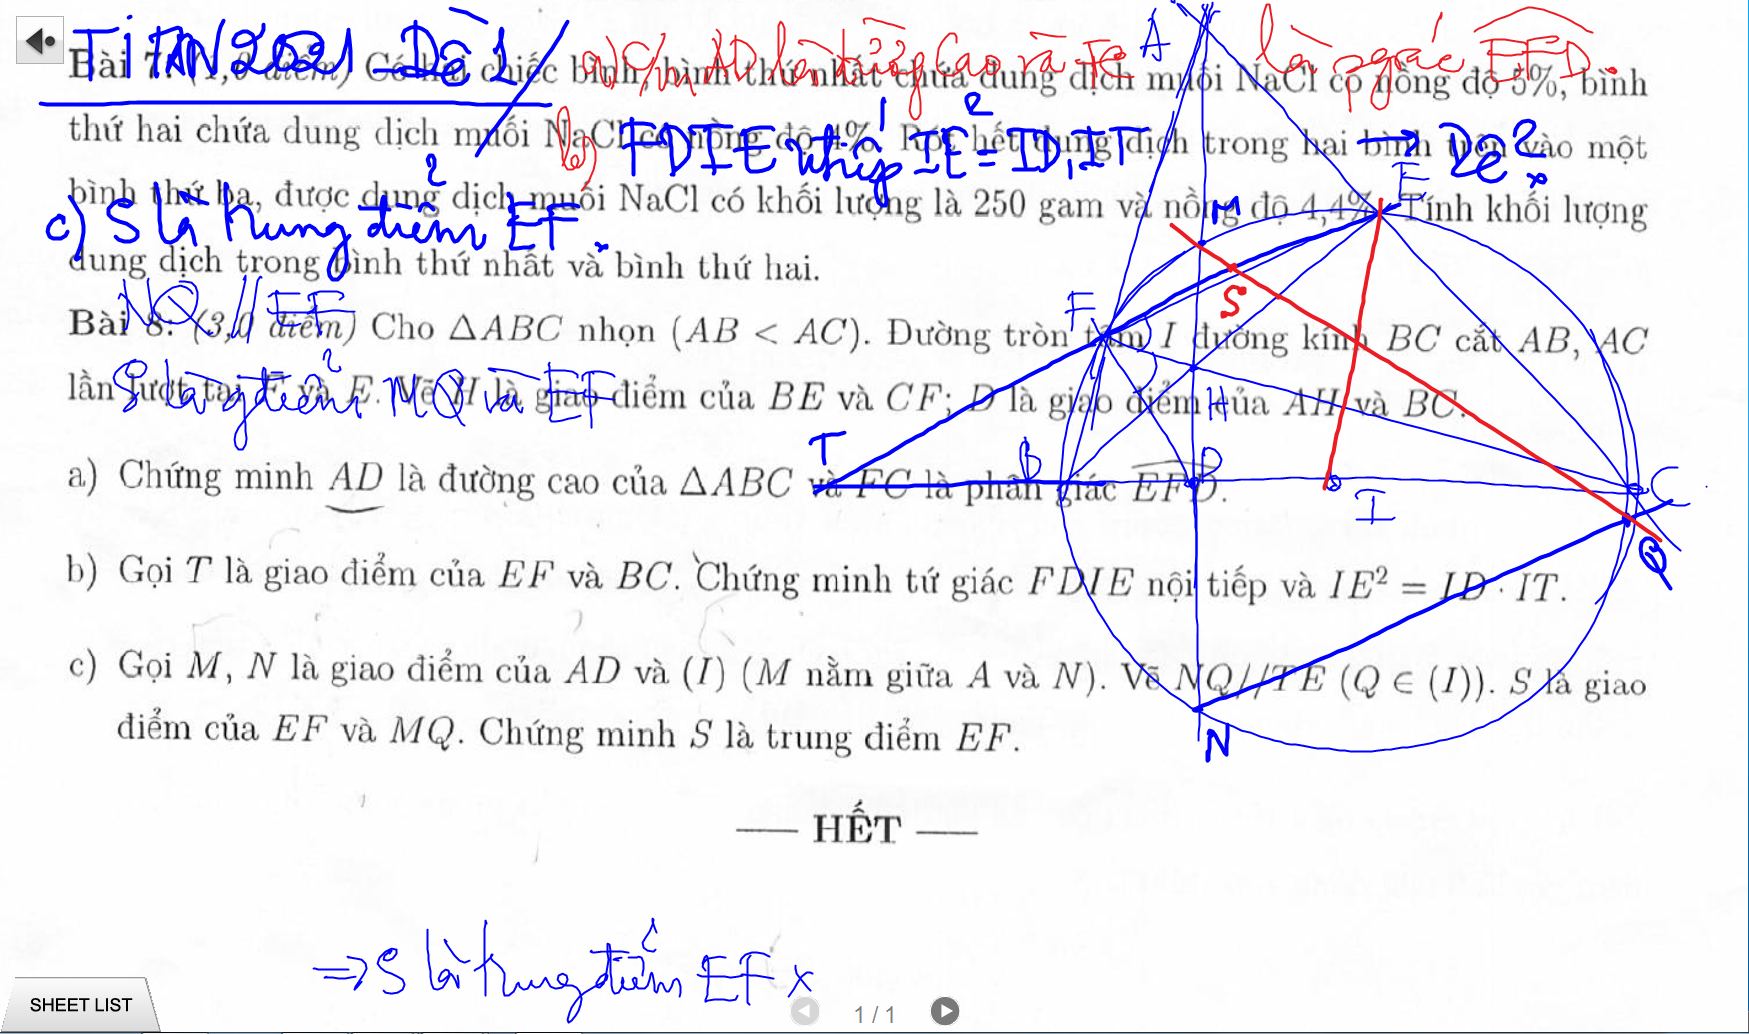 TTAN2021 Dề 1 a) C/m AD là đường cao và FC là pgiác EFD.
Bài 7: (1,0 điểm) Có hai chiếc bình, bình thứ nhất chứa dung dịch muối NaCl có nồng độ 5%, bình
thứ hai chứa dung dịch muối NaCl có nồng độ 4%. Rót hết dung dịch trong hai bình trên vào một
b) FDIE nhiếp IE² = ID.IT → Dễ
bình thứ ba, được dung dịch muối NaCl có khối lượng là 250 gam và nồng độ 4,4%. Tính khối lượng
c) S là trung điểm EF
dung dịch trong bình thứ nhất và bình thứ hai.
NQ // EF
Bài 8: (3,0 điểm) Cho ΔABC nhọn (AB < AC). Đường tròn tâm I đường kính BC cắt AB, AC
lần lượt tại F và E. Vẽ H là giao điểm của BE và CF; D là giao điểm của AH và BC.
S là gđiểm MQ và EF
a) Chứng minh AD là đường cao của ΔABC và FC là phân giác EFD.
b) Gọi T là giao điểm của EF và BC. Chứng minh tứ giác FDIE nội tiếp và IE² = ID · IT.
c) Gọi M, N là giao điểm của AD và (I) (M nằm giữa A và N). Vẽ NQ//TE (Q ∈ (I)). S là giao
điểm của EF và MQ. Chứng minh S là trung điểm EF.
HẾT
⇒ S là trung điểm EF
A
E
M
S
F
H
T
B
D
I
C
Q
N
SHEET LIST
1 / 1